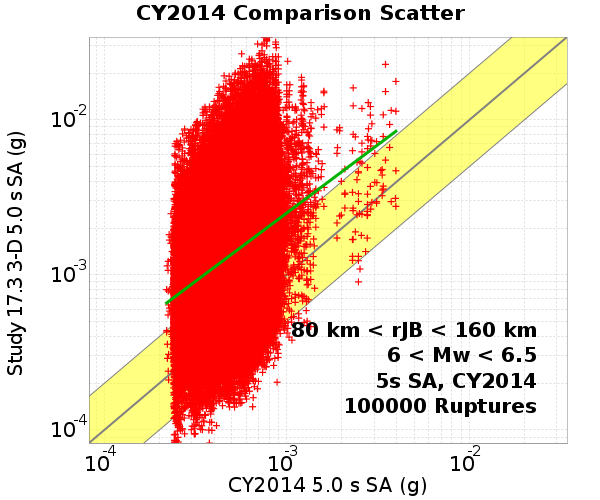 CY2014 Comparison Scatter
Study 17.3 3-D 5.0 s SA (g)
10-2
10-3
10-4
80 km < rJB < 160 km
6 < Mw < 6.5
5s SA, CY2014
100000 Ruptures
10-4 10-3 10-2
CY2014 5.0 s SA (g)